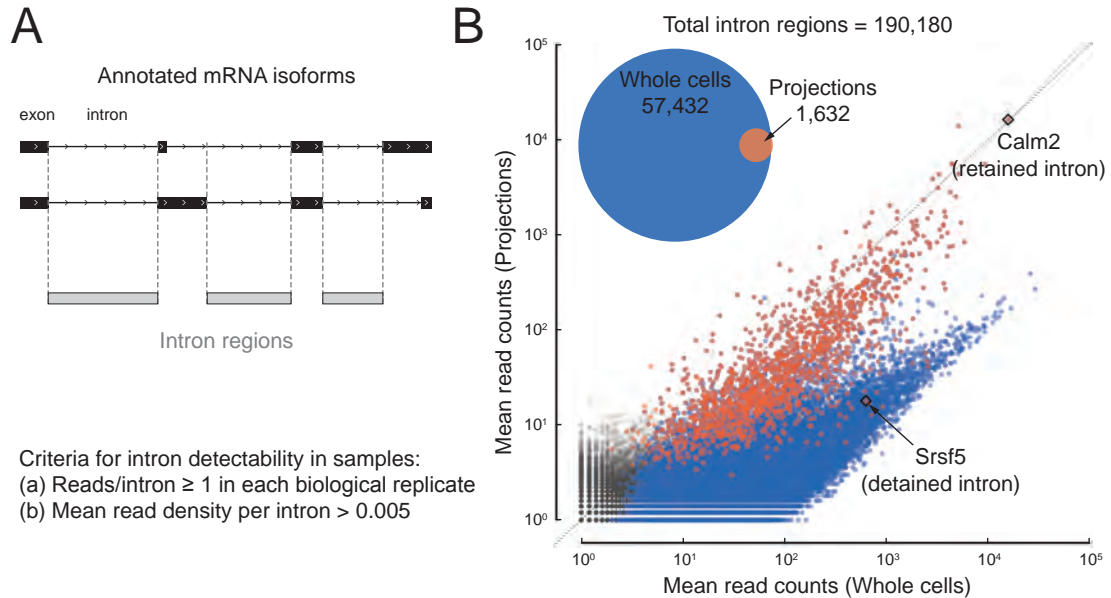 A
Annotated mRNA isoforms
exon intron
Intron regions
Criteria for intron detectability in samples:
(a) Reads/intron ≥ 1 in each biological replicate
(b) Mean read density per intron > 0.005
B
Total intron regions = 190,180
Whole cells
57,432
Projections
1,632
Calm2
(retained intron)
Srsf5
(detained intron)
Mean read counts (Projections)
10⁵
10⁴
10³
10²
10¹
10⁰
10⁰ 10¹ 10² 10³ 10⁴ 10⁵
Mean read counts (Whole cells)